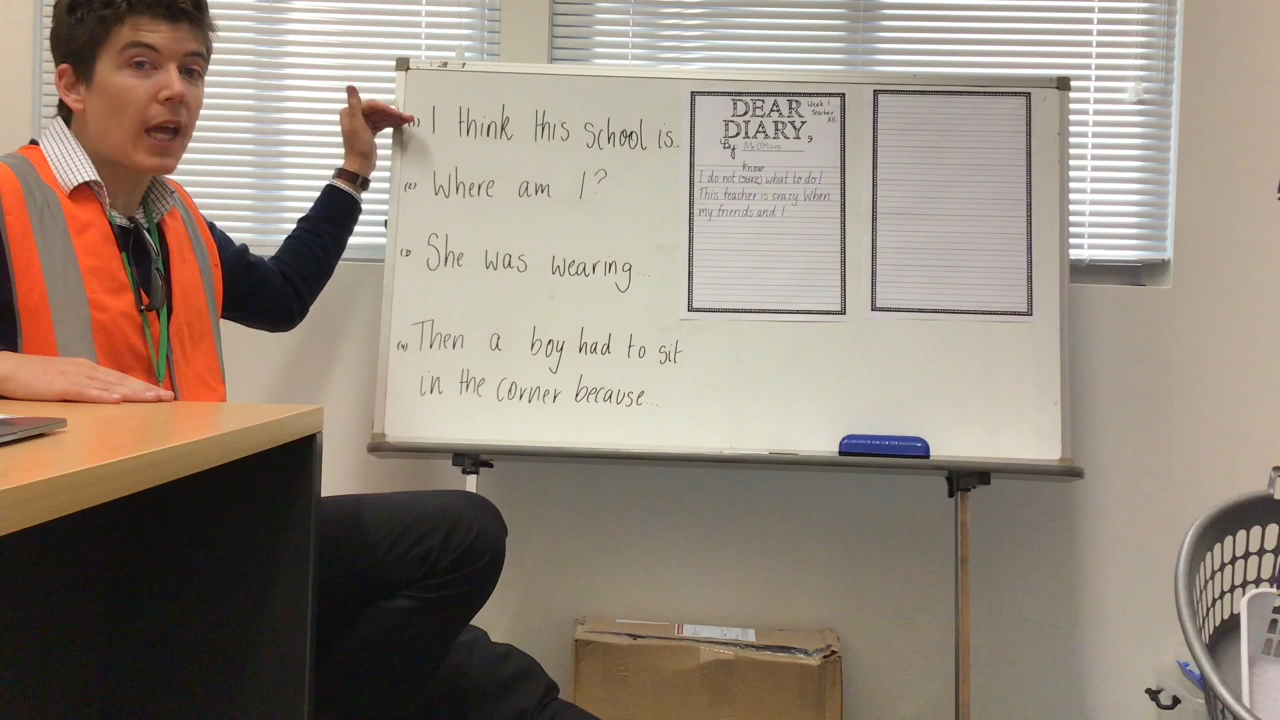 (1) I think this school is..
(2) Where am I?
(3) She was wearing...
(4) Then a boy had to sit
in the corner because...
DEAR
DIARY,
Week 1
Teacher
All
By: Mr O'Mara
know
I do not (sure) what to do!
This teacher is crazy. When
my friends and I